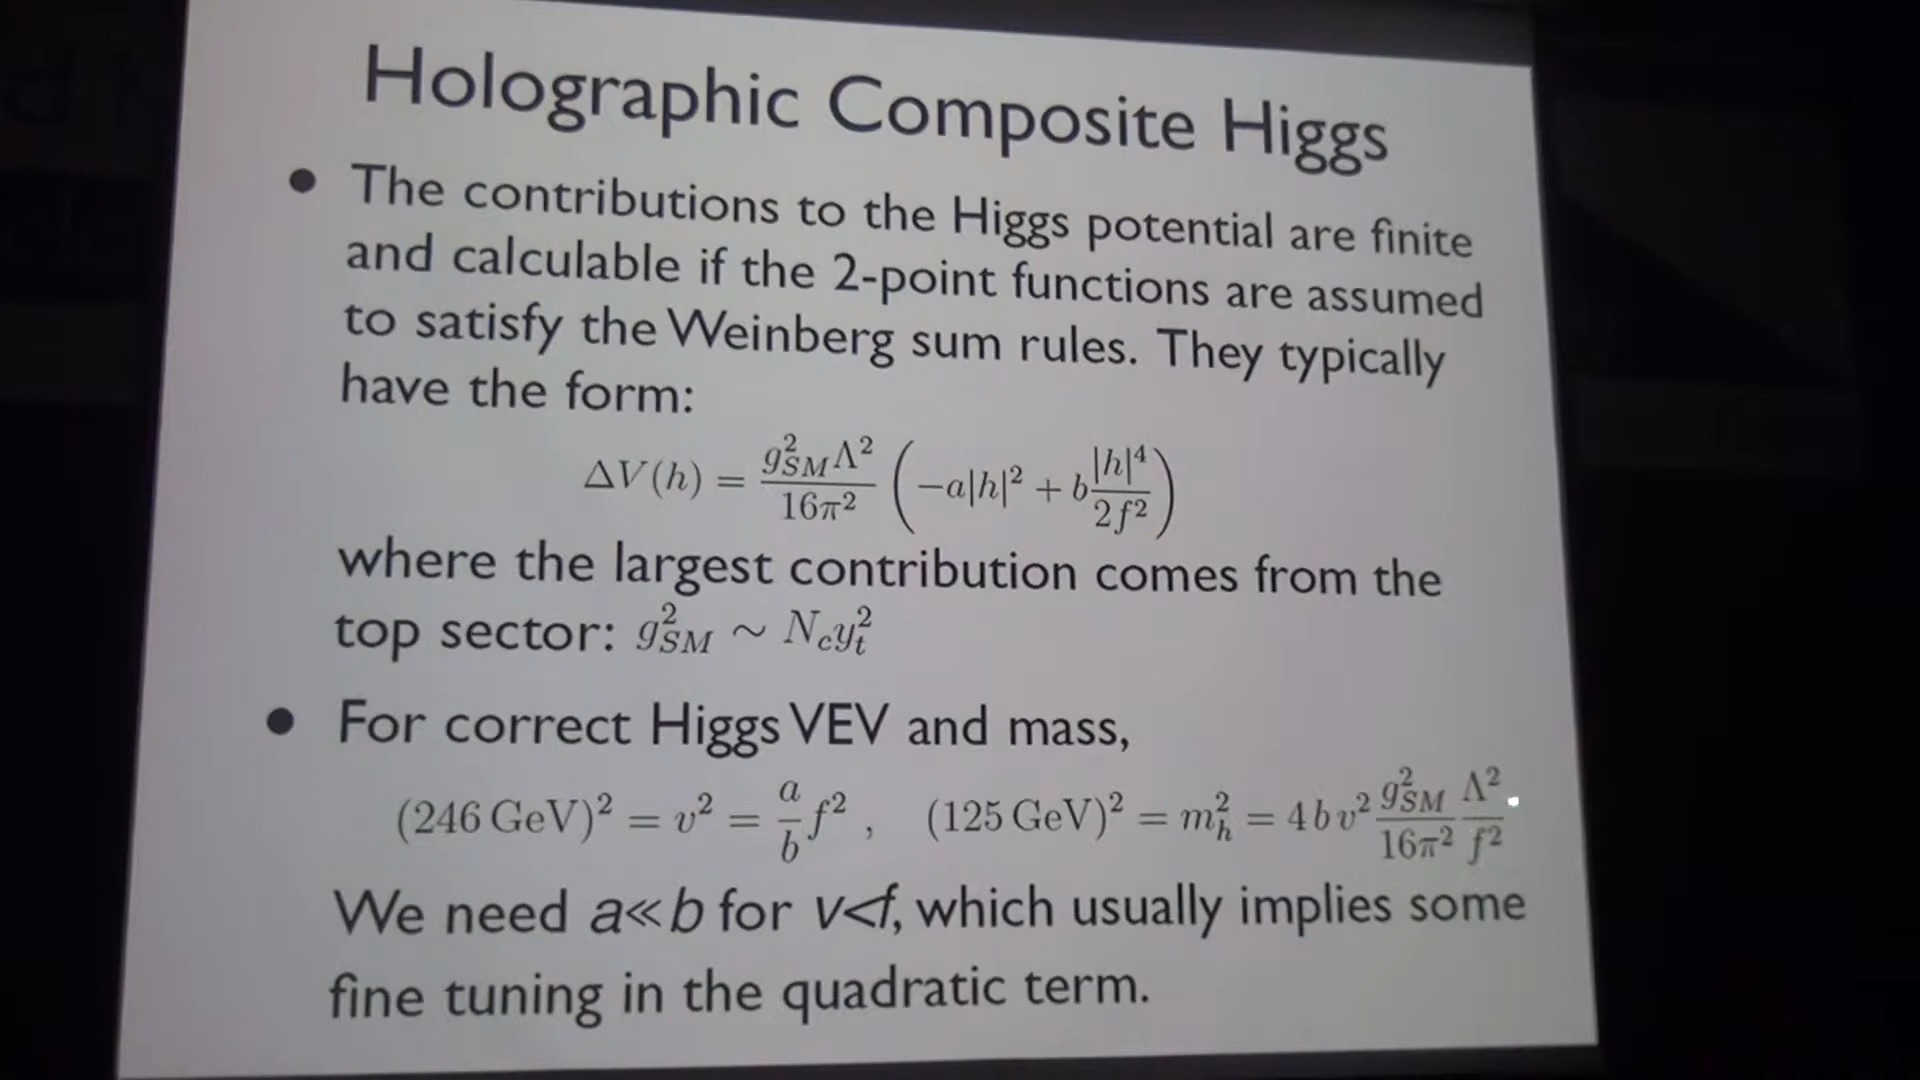 Holographic Composite Higgs
• The contributions to the Higgs potential are finite
and calculable if the 2-point functions are assumed
to satisfy the Weinberg sum rules. They typically
have the form:
ΔV(h) = g²_SM Λ² / 16π² ( −a|h|² + b |h|⁴ / 2f² )
where the largest contribution comes from the
top sector: g²_SM ∼ N_c y_t²
• For correct Higgs VEV and mass,
(246 GeV)² = v² = a/b f² , (125 GeV)² = m_h² = 4 b v² g²_SM / 16π² Λ² / f²
We need a≪b for v<f, which usually implies some
fine tuning in the quadratic term.